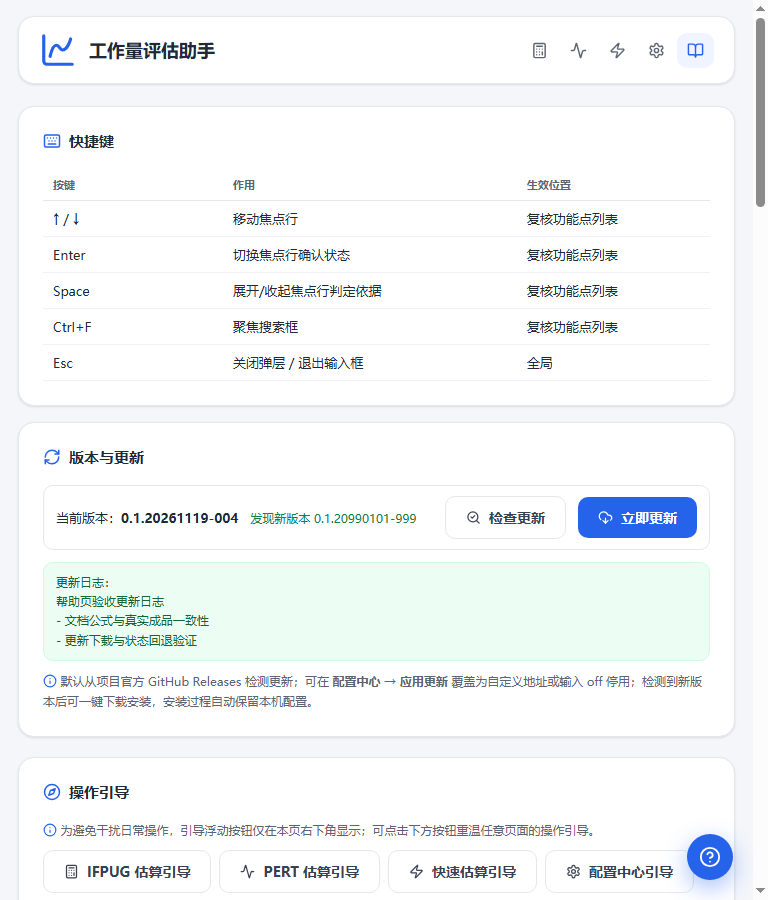 工作量评估助手
快捷键
按键 作用 生效位置
↑ / ↓ 移动焦点行 复核功能点列表
Enter 切换焦点行确认状态 复核功能点列表
Space 展开/收起焦点行判定依据 复核功能点列表
Ctrl+F 聚焦搜索框 复核功能点列表
Esc 关闭弹层 / 退出输入框 全局
版本与更新
当前版本：0.1.20261119-004 发现新版本 0.1.20990101-999 检查更新 立即更新
更新日志：
帮助页验收更新日志
- 文档公式与真实成品一致性
- 更新下载与状态回退验证
默认从项目官方 GitHub Releases 检测更新；可在 配置中心 → 应用更新 覆盖为自定义地址或输入 off 停用；检测到新版
本后可一键下载安装，安装过程自动保留本机配置。
操作引导
为避免干扰日常操作，引导浮动按钮仅在本页右下角显示；可点击下方按钮重温任意页面的操作引导。
IFPUG 估算引导 PERT 估算引导 快速估算引导 配置中心引导